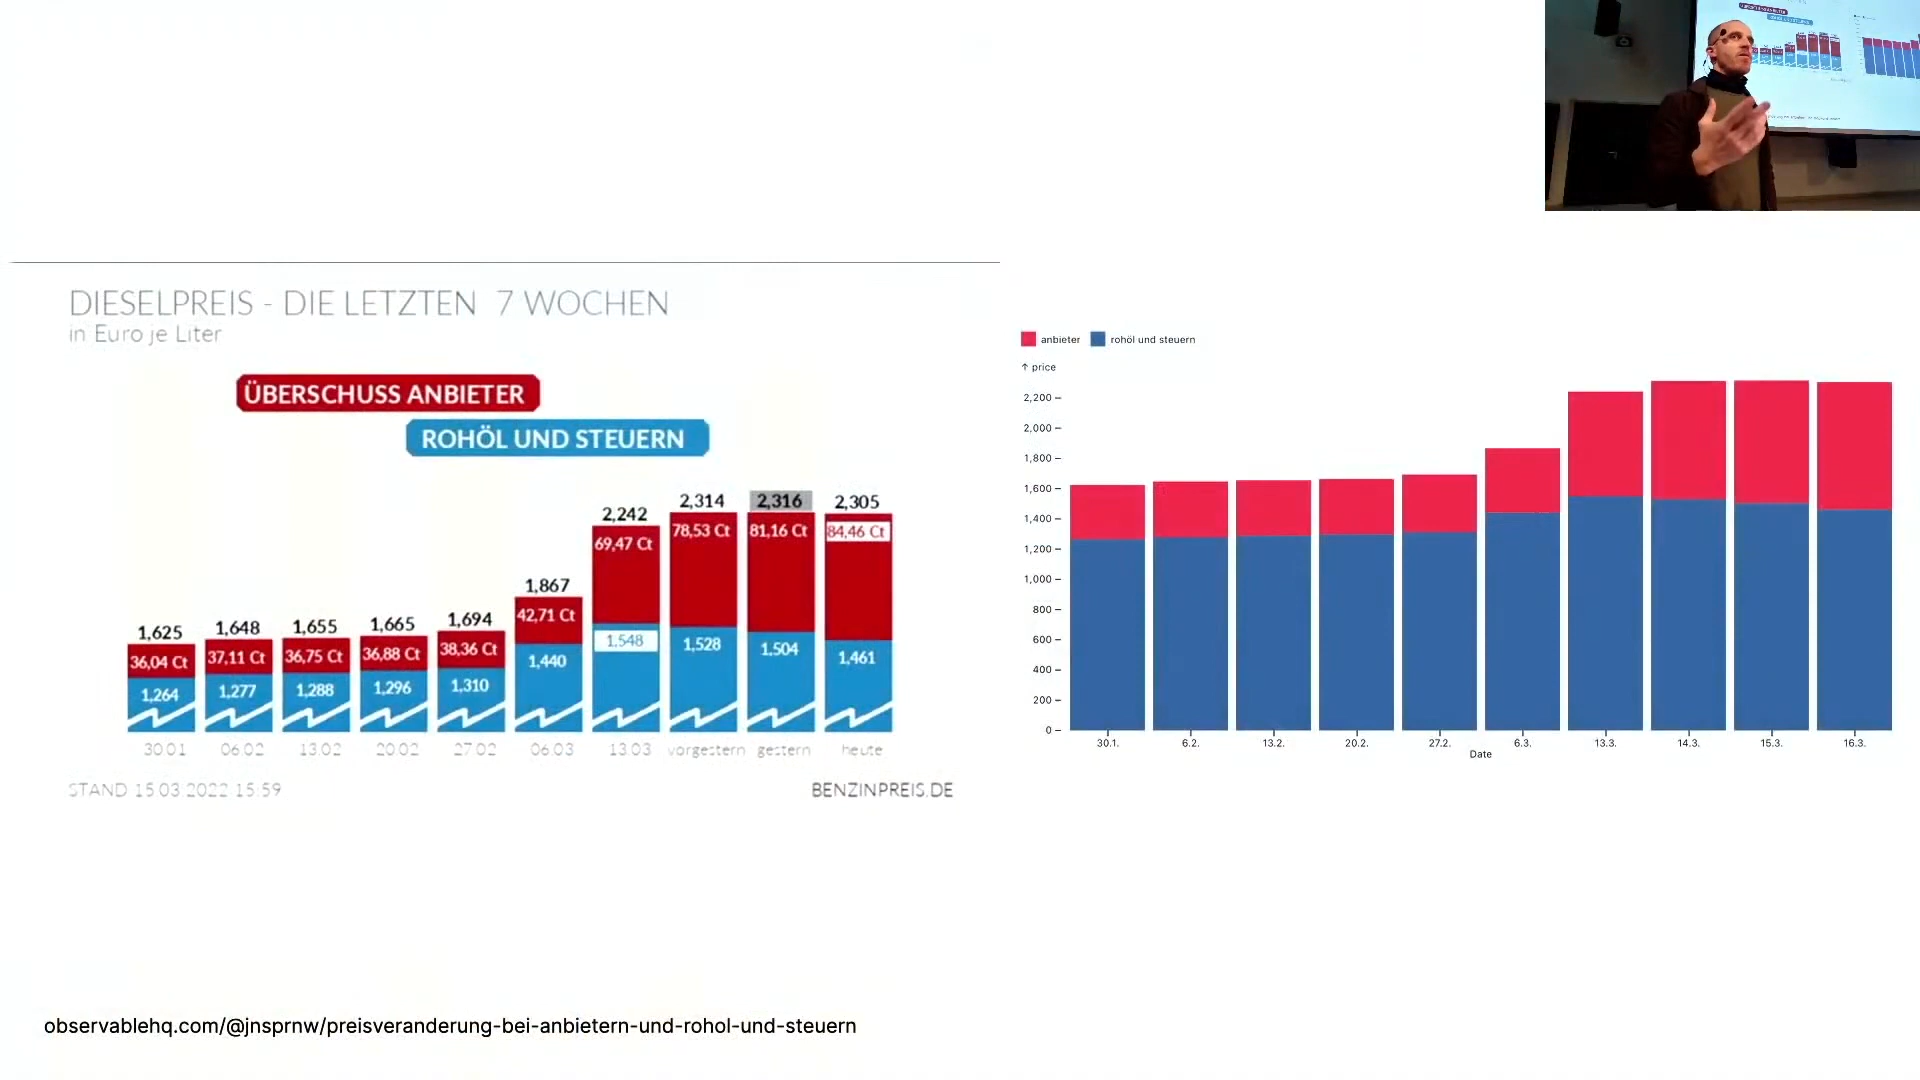 DIESELPREIS - DIE LETZTEN 7 WOCHEN
in Euro je Liter
ÜBERSCHUSS ANBIETER
ROHÖL UND STEUERN
1,625
1,648
1,655
1,665
1,694
1,867
2,242
2,314
2,316
2,305
36,04 Ct
37,11 Ct
36,75 Ct
36,88 Ct
38,36 Ct
42,71 Ct
69,47 Ct
78,53 Ct
81,16 Ct
84,46 Ct
1,264
1,277
1,288
1,296
1,310
1,440
1,548
1,528
1,504
1,461
30.01 06.02 13.02 20.02 27.02 06.03 13.03 vorgestern gestern heute
STAND 15.03.2022 15:59
BENZINPREIS.DE
anbieter rohöl und steuern
↑ price
2,200
2,000
1,800
1,600
1,400
1,200
1,000
800
600
400
200
0
30.1. 6.2. 13.2. 20.2. 27.2. 6.3. 13.3. 14.3. 15.3. 16.3.
Date
observablehq.com/@jnsprnw/preisveranderung-bei-anbietern-und-rohol-und-steuern